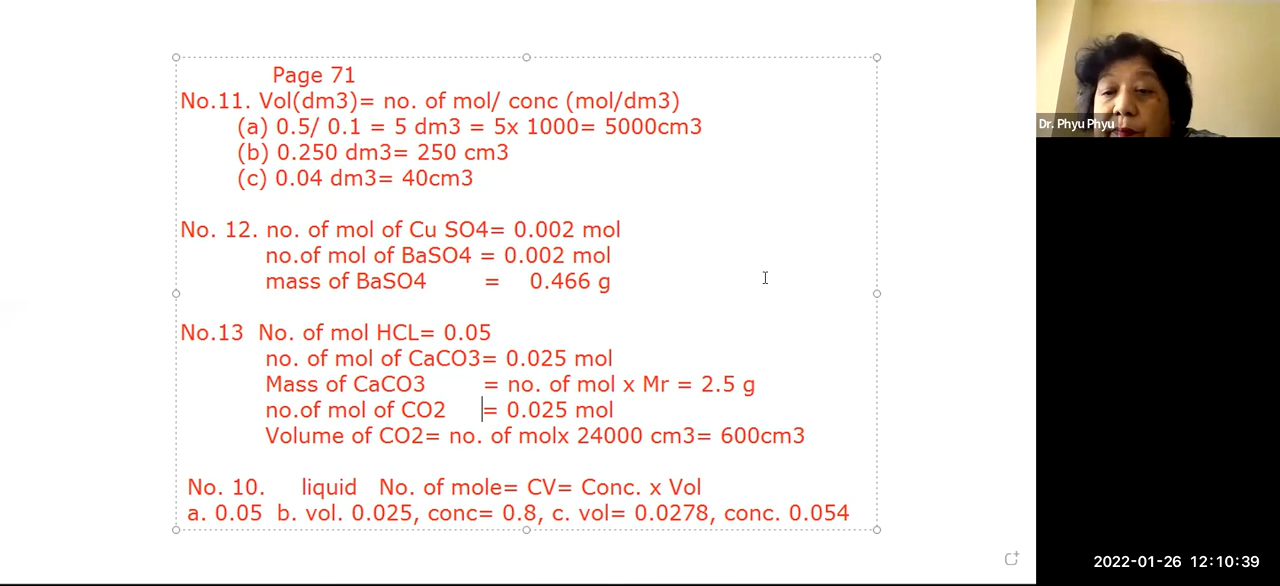 Page 71
No.11. Vol(dm3)= no. of mol/ conc (mol/dm3)
(a) 0.5/ 0.1 = 5 dm3 = 5x 1000= 5000cm3
(b) 0.250 dm3= 250 cm3
(c) 0.04 dm3= 40cm3
No. 12. no. of mol of Cu SO4= 0.002 mol
no.of mol of BaSO4 = 0.002 mol
mass of BaSO4 = 0.466 g
No.13 No. of mol HCL= 0.05
no. of mol of CaCO3= 0.025 mol
Mass of CaCO3 = no. of mol x Mr = 2.5 g
no.of mol of CO2 = 0.025 mol
Volume of CO2= no. of molx 24000 cm3= 600cm3
No. 10. liquid No. of mole= CV= Conc. x Vol
a. 0.05 b. vol. 0.025, conc= 0.8, c. vol= 0.0278, conc. 0.054
Dr. Phyu Phyu
2022-01-26 12:10:39